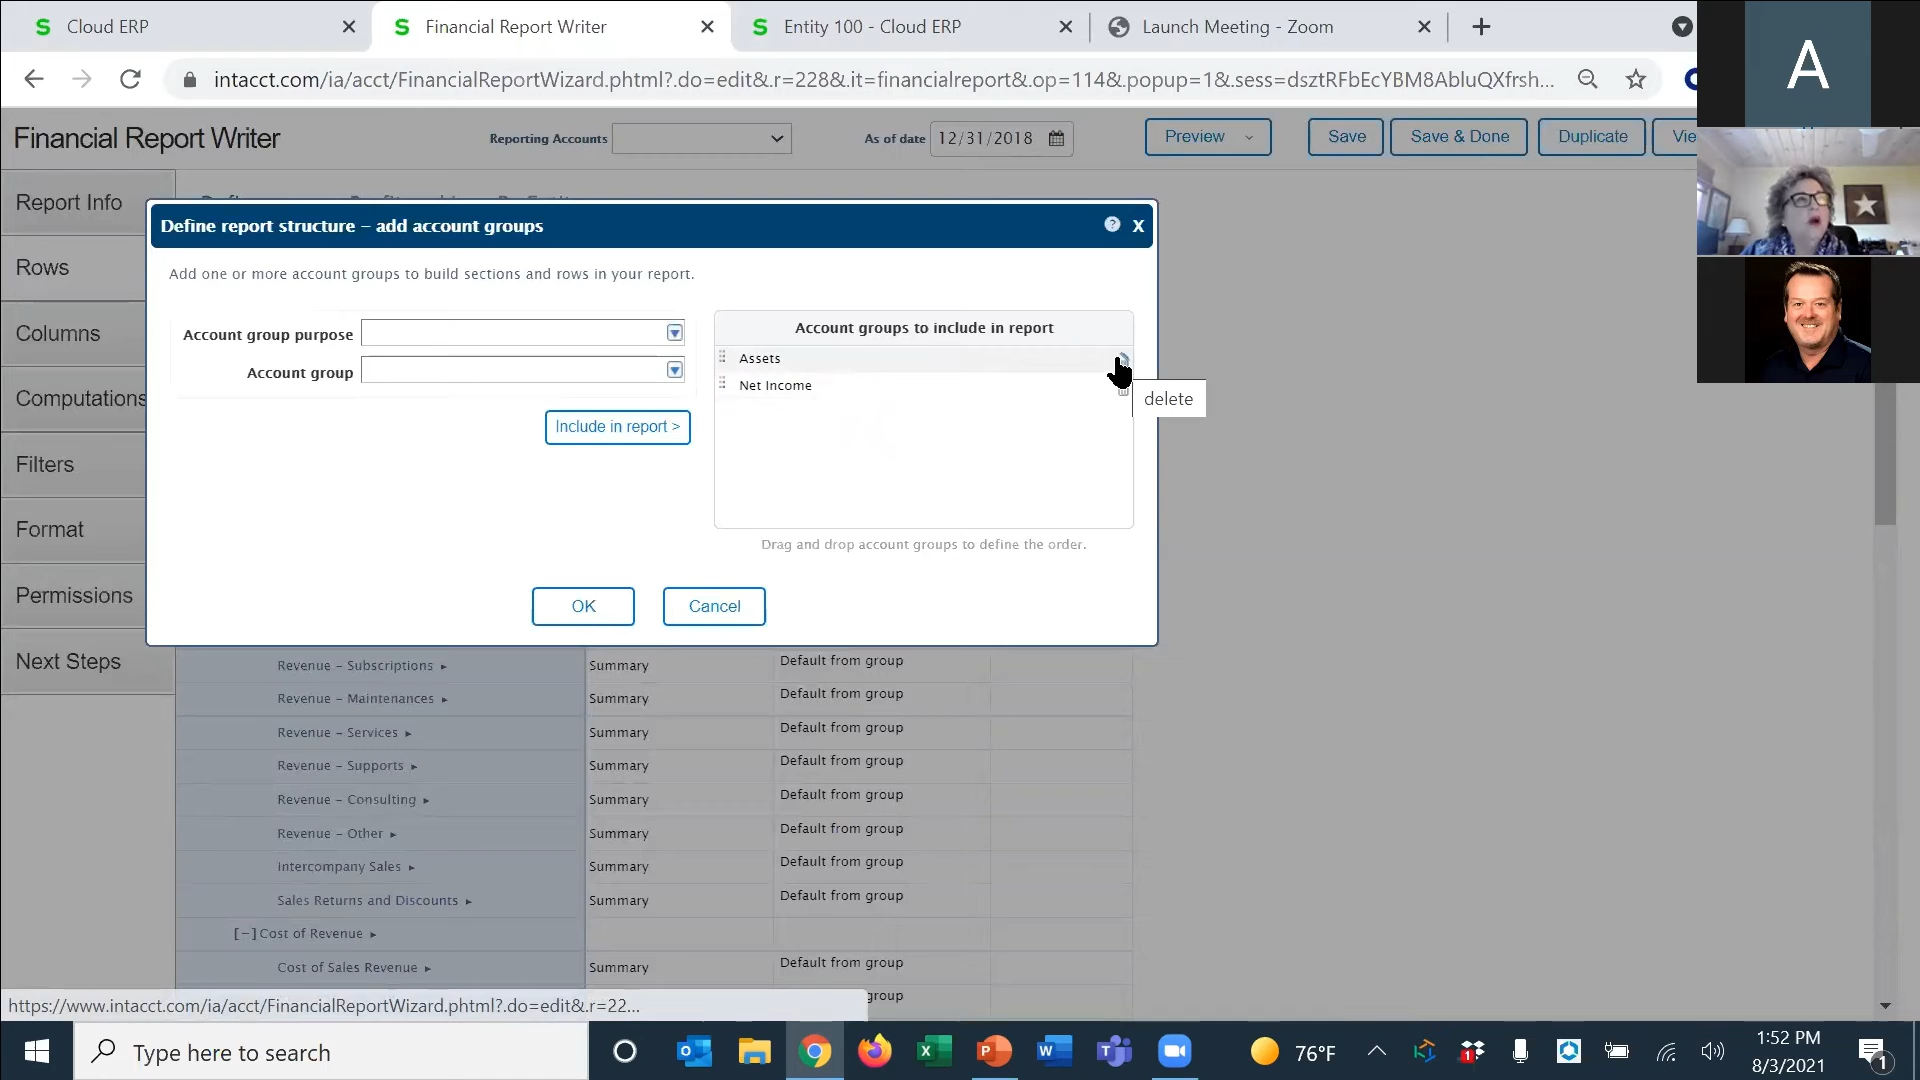 Cloud ERP
Financial Report Writer
Entity 100 - Cloud ERP
Launch Meeting - Zoom
intacct.com/ia/acct/FinancialReportWizard.phtml?.do=edit&.r=228&.it=financialreport&.op=114&.popup=1&.sess=dsztRFbEcYBM8AbluQXfrsh...
A
Financial Report Writer
Reporting Accounts
As of date
12/31/2018
Preview
Save
Save & Done
Duplicate
Vie
Report Info
Rows
Columns
Computations
Filters
Format
Permissions
Next Steps
Define report structure – add account groups
? X
Add one or more account groups to build sections and rows in your report.
Account group purpose
Account group
Include in report >
Account groups to include in report
Assets
Net Income
delete
Drag and drop account groups to define the order.
OK
Cancel
Revenue – Subscriptions Summary Default from group
Revenue – Maintenances Summary Default from group
Revenue – Services Summary Default from group
Revenue – Supports Summary Default from group
Revenue – Consulting Summary Default from group
Revenue – Other Summary Default from group
Intercompany Sales Summary Default from group
Sales Returns and Discounts Summary Default from group
[–] Cost of Revenue
Cost of Sales Revenue Summary Default from group
group
https://www.intacct.com/ia/acct/FinancialReportWizard.phtml?.do=edit&.r=22...
Type here to search
76°F
1:52 PM
8/3/2021
1